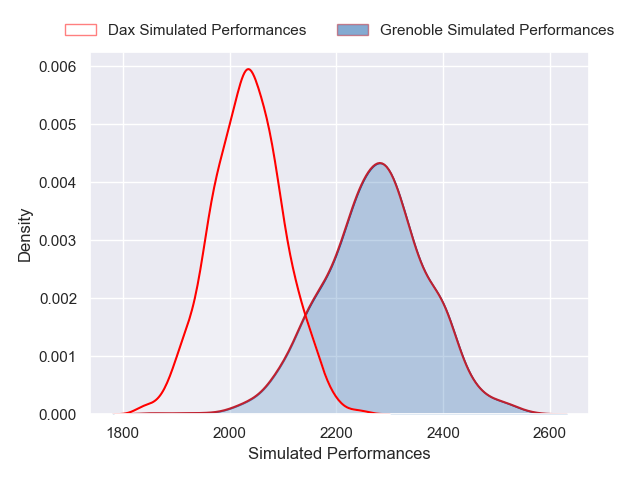 Dax Simulated Performances Grenoble Simulated Performances
0.006
0.005
0.004
0.003
0.002
0.001
0.000
Density
1800 2000 2200 2400 2600
Simulated Performances